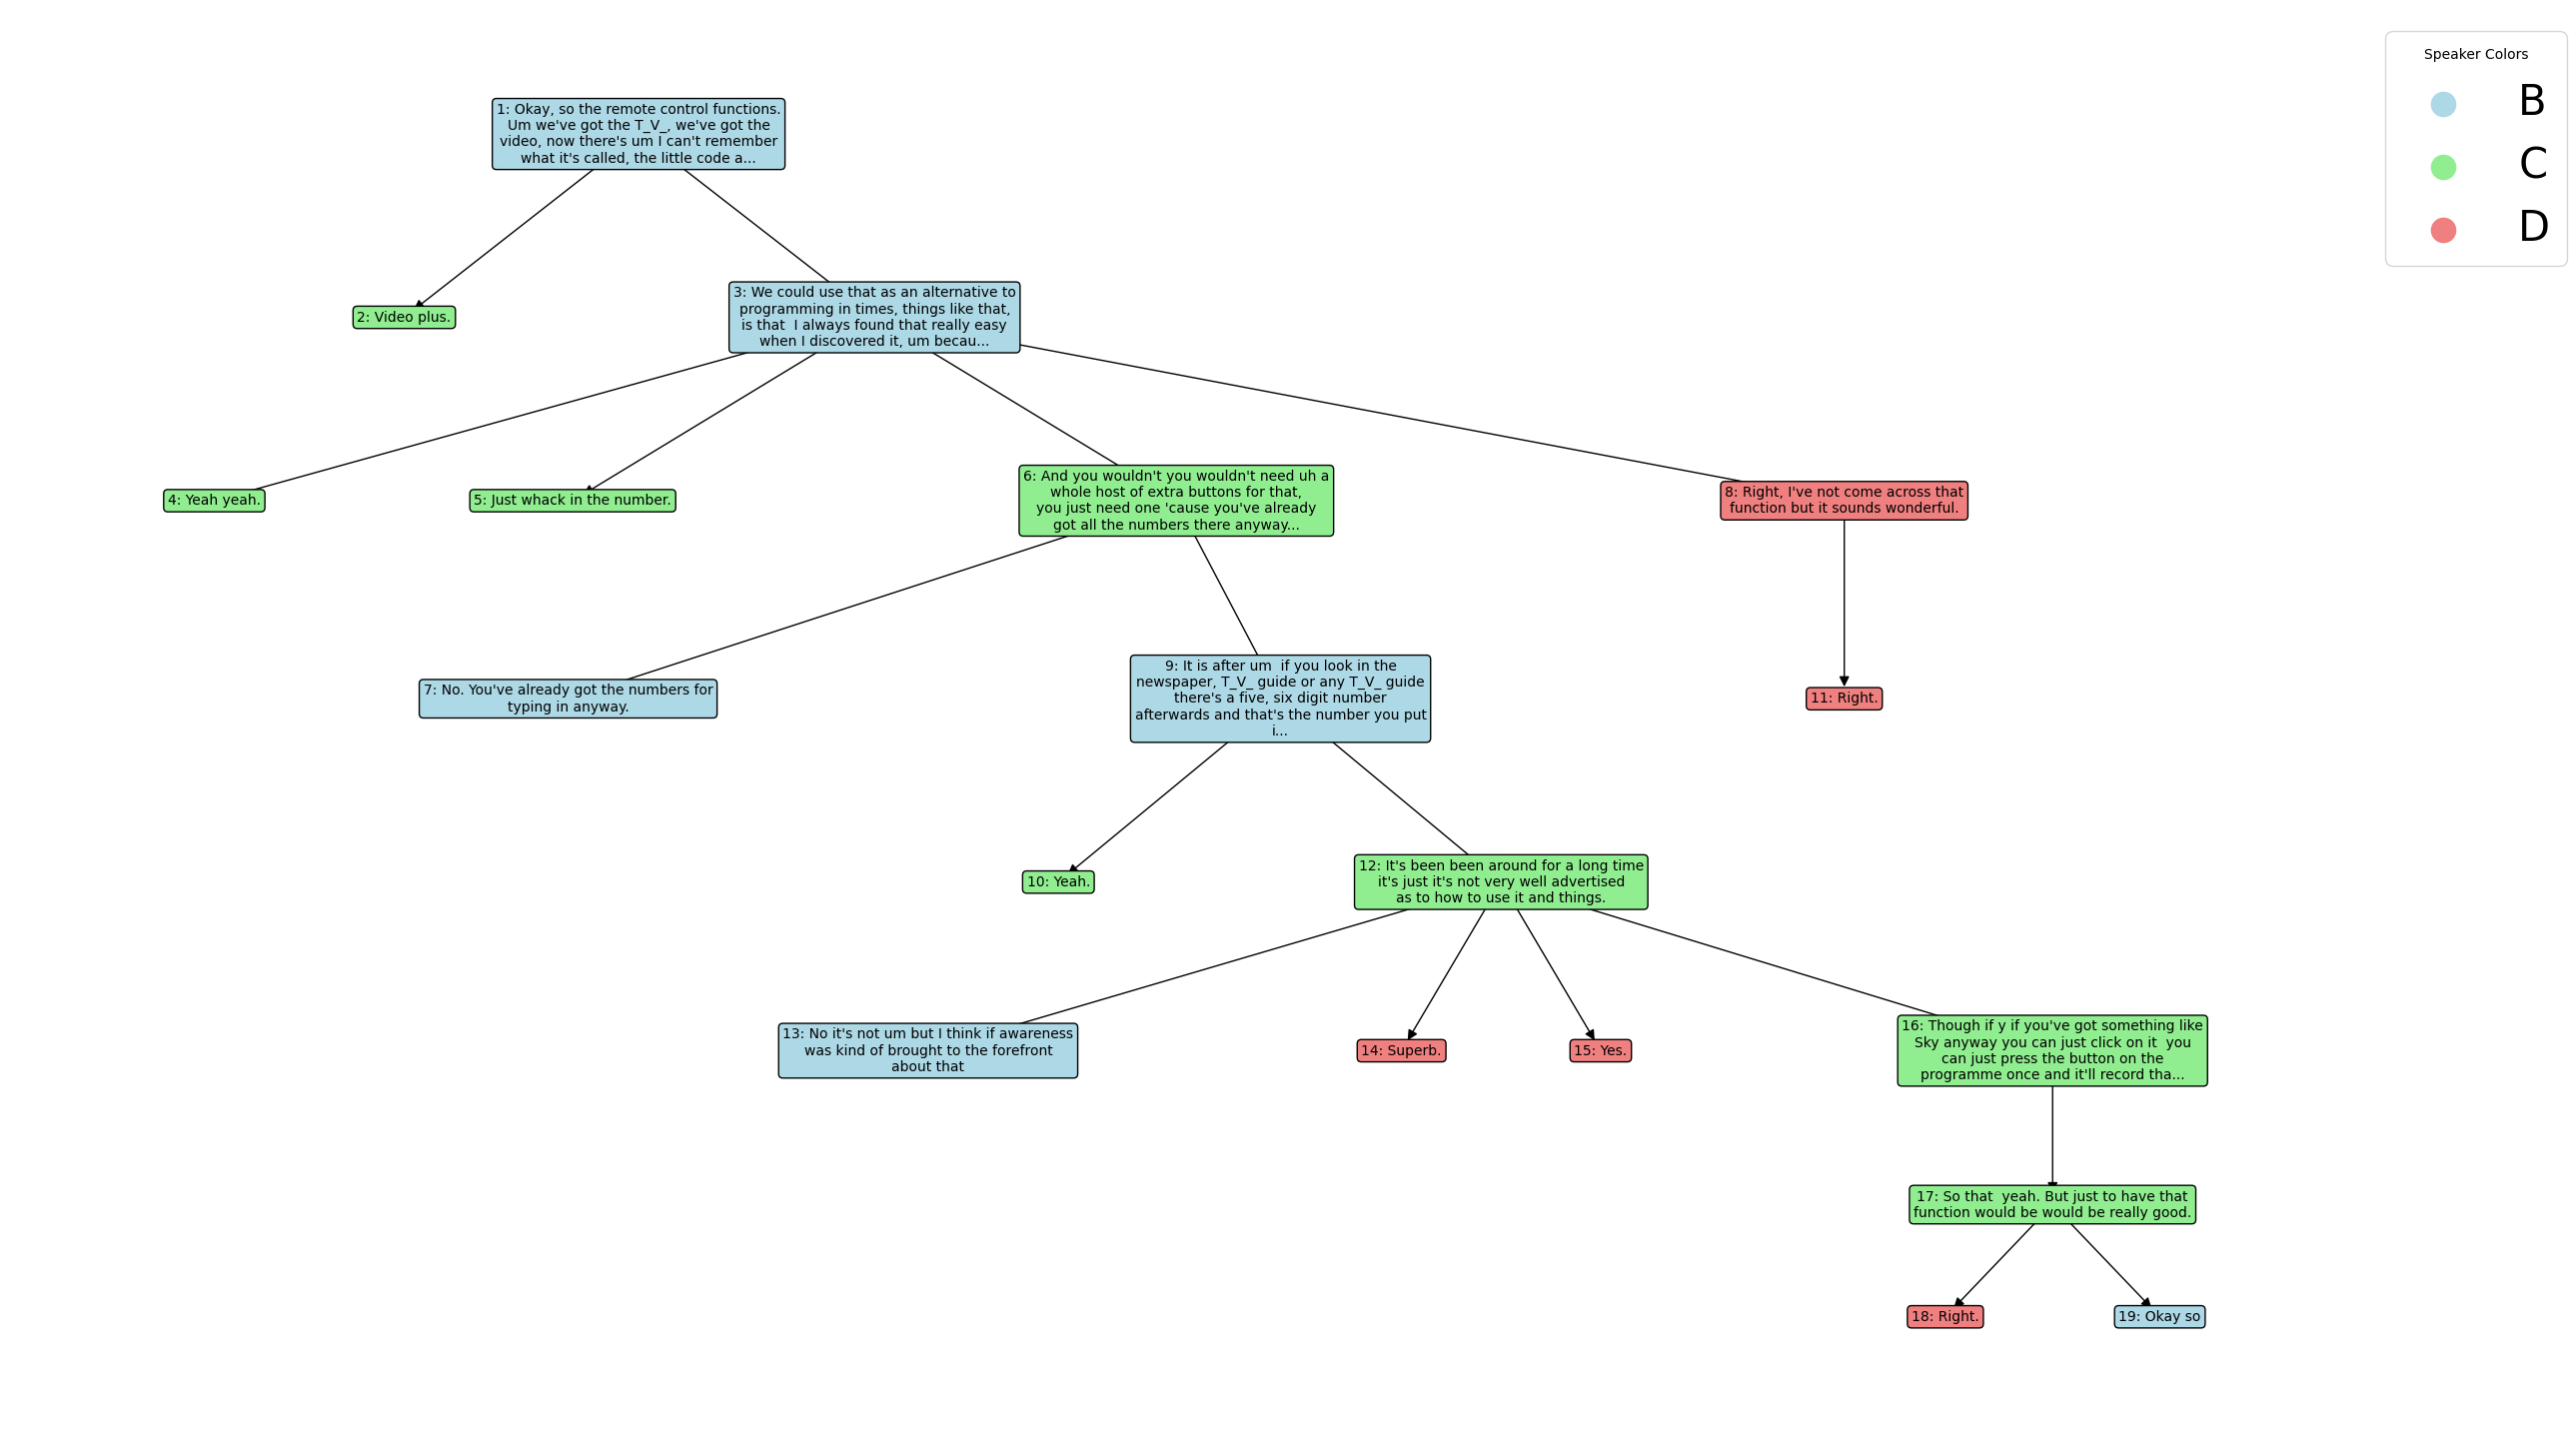 Speaker Colors
B
C
D
1: Okay, so the remote control functions.
Um we've got the T_V_, we've got the
video, now there's um I can't remember
what it's called, the little code a...
2: Video plus.
3: We could use that as an alternative to
programming in times, things like that,
is that  I always found that really easy
when I discovered it, um becau...
4: Yeah yeah.
5: Just whack in the number.
6: And you wouldn't you wouldn't need uh a
whole host of extra buttons for that,
you just need one 'cause you've already
got all the numbers there anyway...
8: Right, I've not come across that
function but it sounds wonderful.
7: No. You've already got the numbers for
typing in anyway.
9: It is after um  if you look in the
newspaper, T_V_ guide or any T_V_ guide
there's a five, six digit number
afterwards and that's the number you put
i...
11: Right.
10: Yeah.
12: It's been been around for a long time
it's just it's not very well advertised
as to how to use it and things.
13: No it's not um but I think if awareness
was kind of brought to the forefront
about that
14: Superb.
15: Yes.
16: Though if y if you've got something like
Sky anyway you can just click on it  you
can just press the button on the
programme once and it'll record tha...
17: So that  yeah. But just to have that
function would be would be really good.
18: Right.
19: Okay so